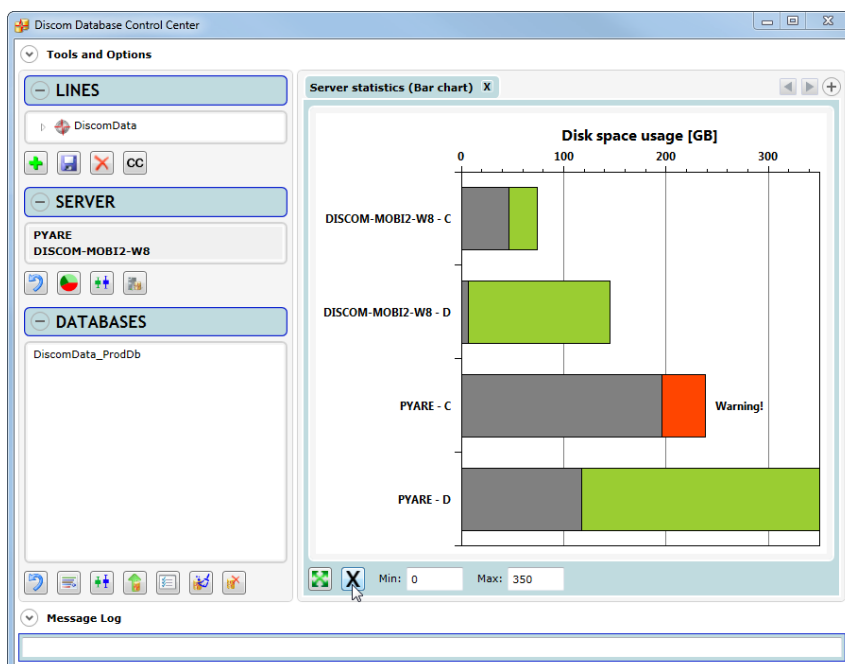 Discom Database Control Center
Tools and Options
LINES
DiscomData
CC
SERVER
PYARE
DISCOM-MOBI2-W8
DATABASES
DiscomData_ProdDb
Server statistics (Bar chart) X
Disk space usage [GB]
0 100 200 300
DISCOM-MOBI2-W8 - C
DISCOM-MOBI2-W8 - D
PYARE - C
Warning!
PYARE - D
X Min: 0 Max: 350
Message Log